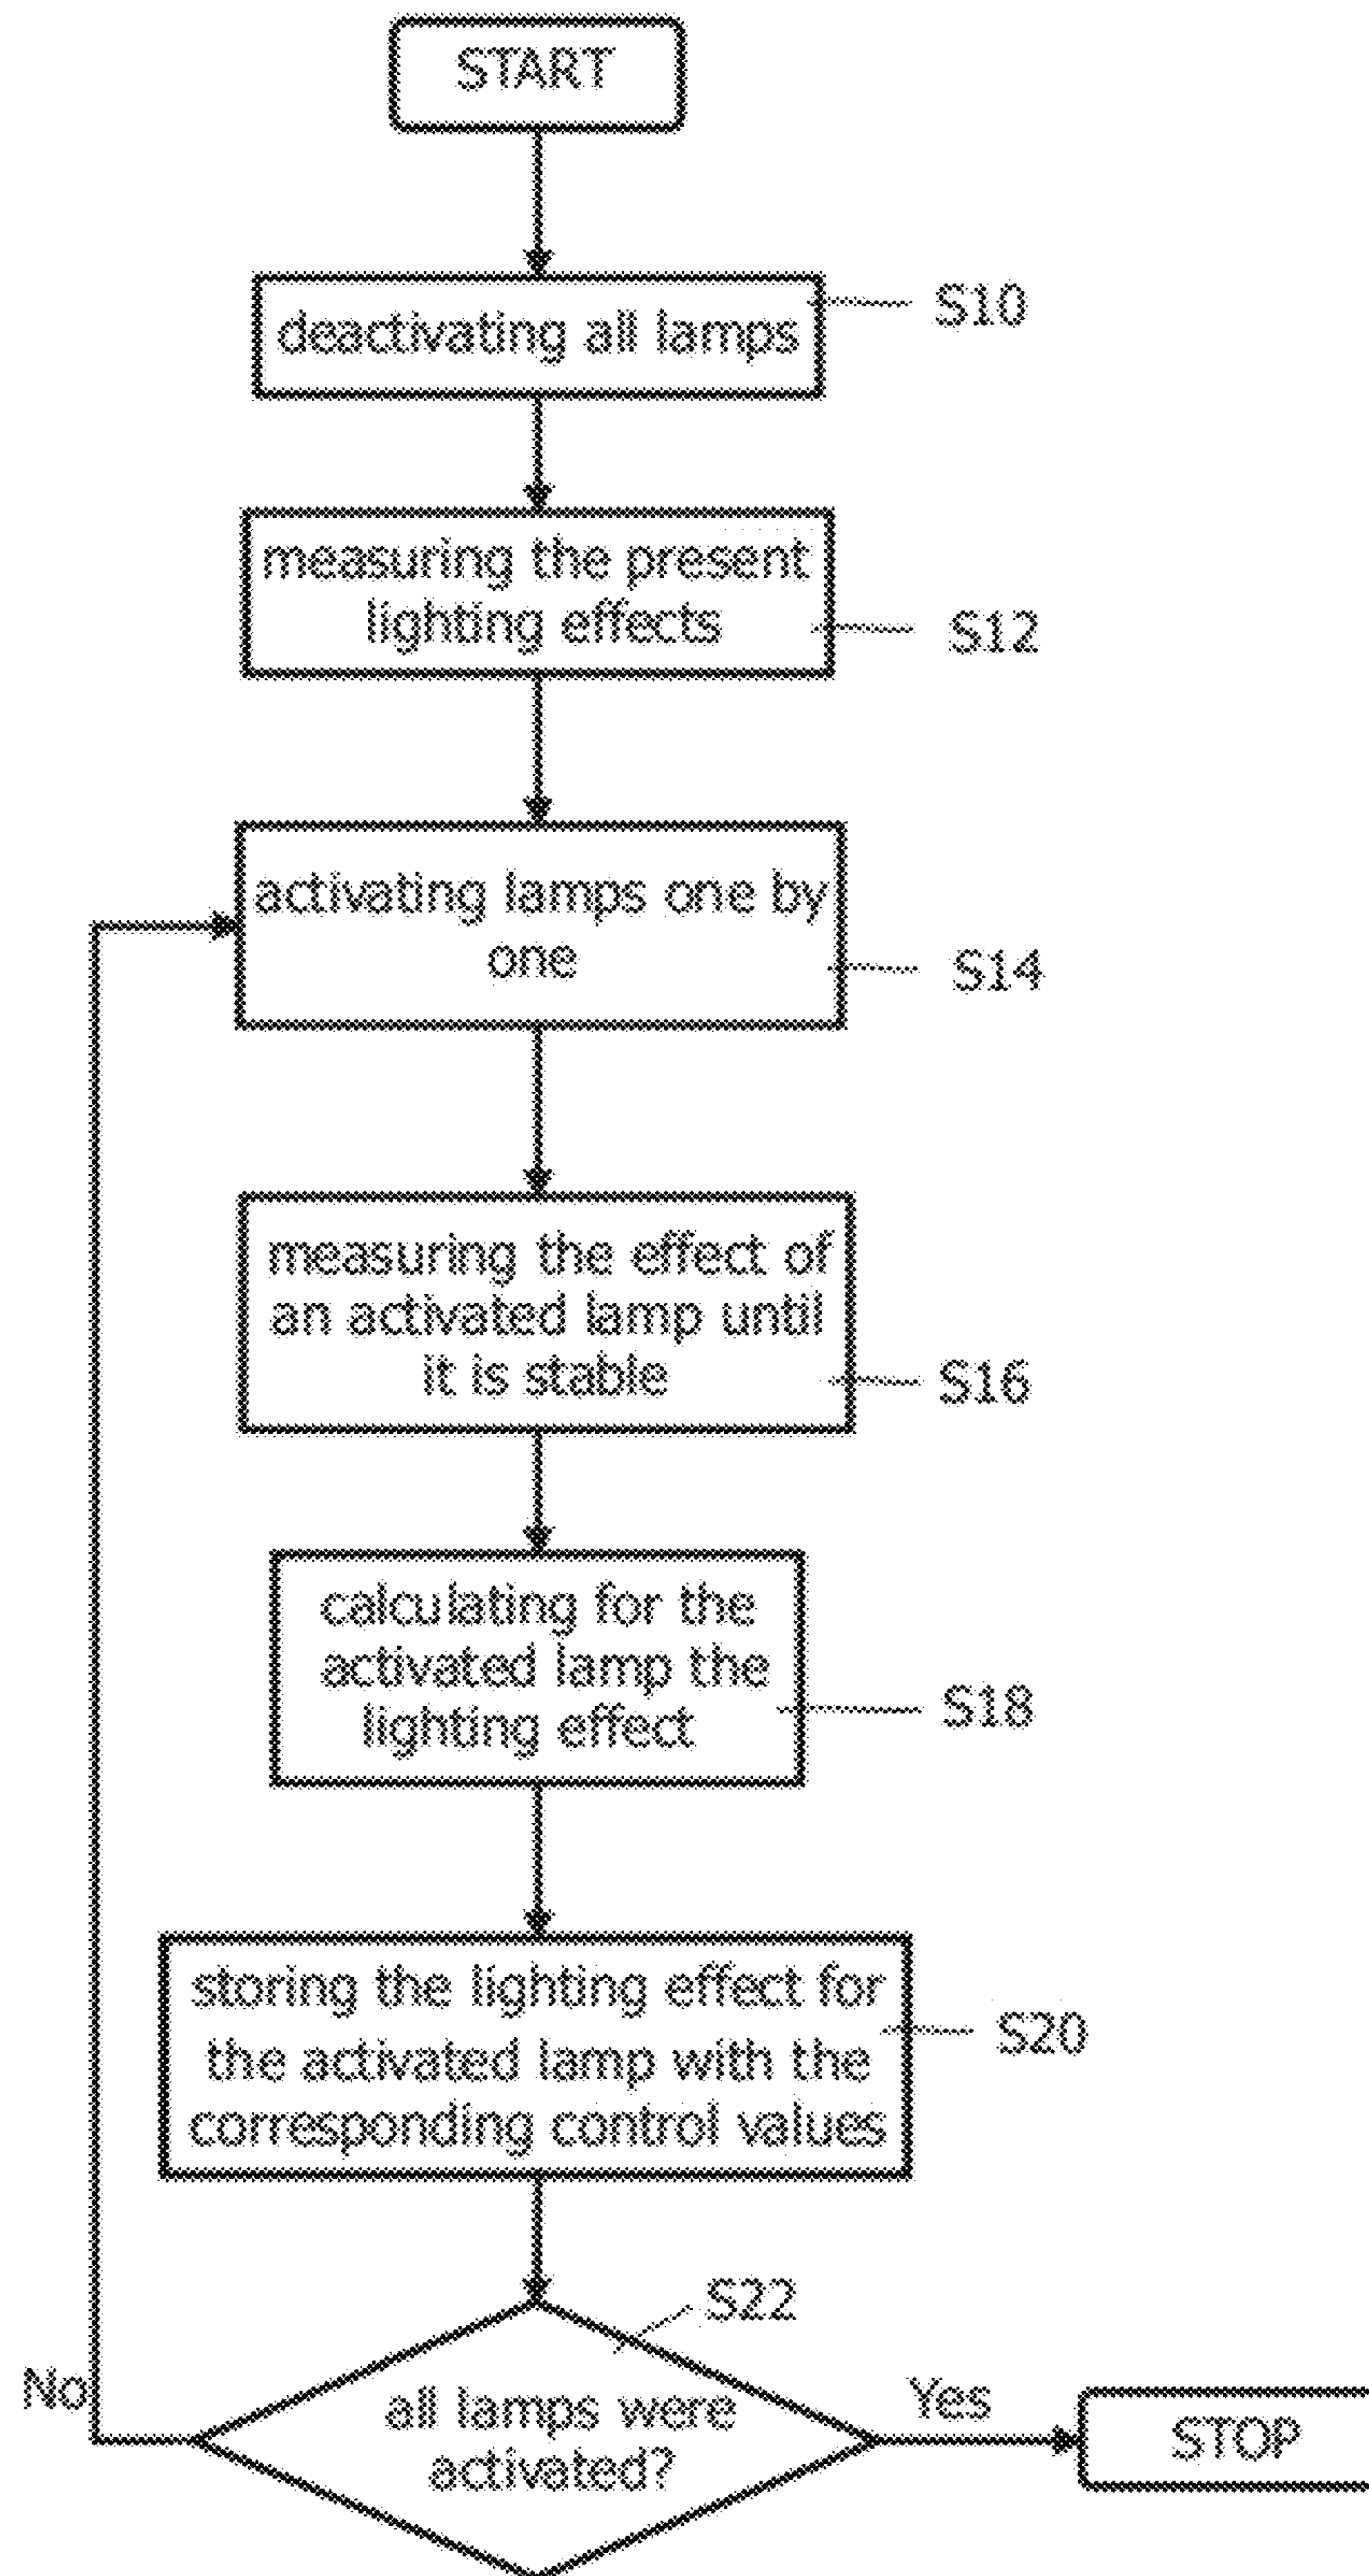 START
deactivating all lamps
S10
measuring the present
lighting effects
S12
activating lamps one by
one
S14
measuring the effect of
an activated lamp until
it is stable
S16
calculating for the
activated lamp the
lighting effect
S18
storing the lighting effect for
the activated lamp with the
corresponding control values
S20
S22
all lamps were
activated?
No
Yes
STOP